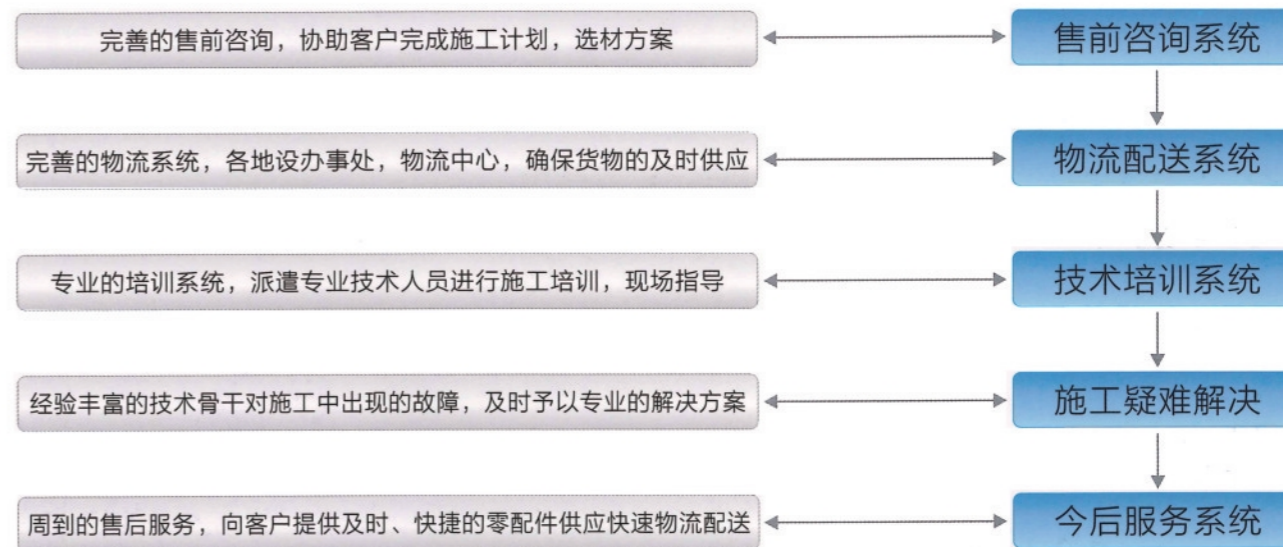 完善的售前咨询，协助客户完成施工计划，选材方案
售前咨询系统
完善的物流系统，各地设办事处，物流中心，确保货物的及时供应
物流配送系统
专业的培训系统，派遣专业技术人员进行施工培训，现场指导
技术培训系统
经验丰富的技术骨干对施工中出现的故障，及时予以专业的解决方案
施工疑难解决
周到的售后服务，向客户提供及时、快捷的零配件供应快速物流配送
今后服务系统